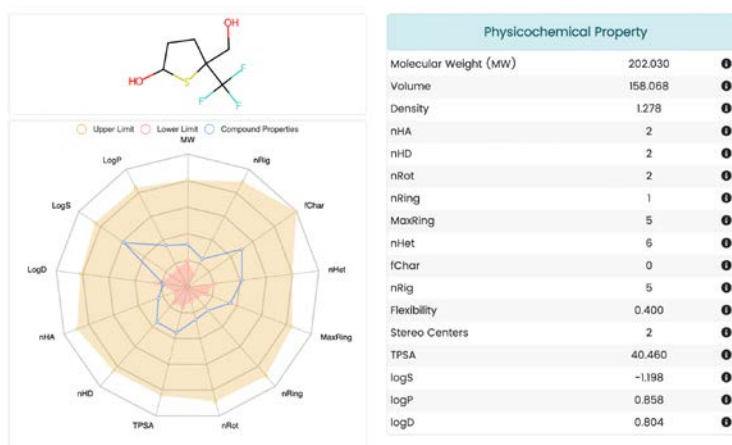 OH
HO
S
F
F
F
Upper Limit Lower Limit Compound Properties
MW
LogP nRig
LogS fChar
LogD nHet
nHA MaxRing
nHD nRing
TPSA nRot
Physicochemical Property
Molecular Weight (MW) 202.030
Volume 158.068
Density 1.278
nHA 2
nHD 2
nRot 2
nRing 1
MaxRing 5
nHet 6
fChar 0
nRig 5
Flexibility 0.400
Stereo Centers 2
TPSA 40.460
logS -1.198
logP 0.858
logD 0.804